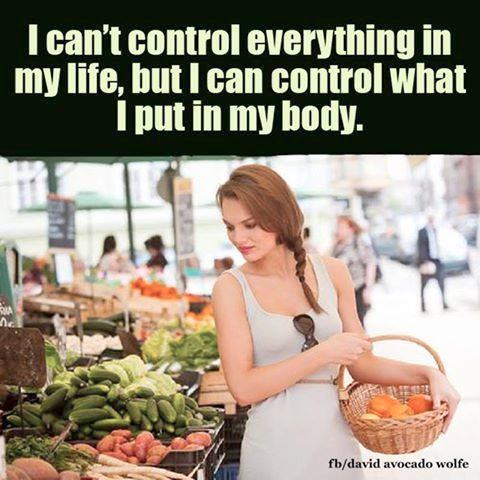 I can't control everything in
my life, but I can control what
I put in my body.
fb/david avocado wolfe